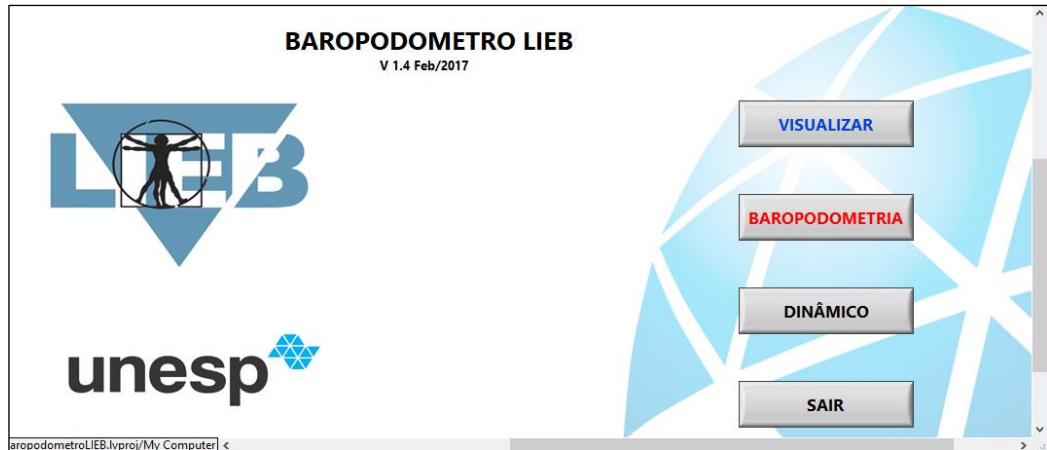 BAROPODOMETRO LIEB
V 1.4 Feb/2017
LIEB
VISUALIZAR
BAROPODOMETRIA
DINÂMICO
unesp
SAIR
aropodometroLIEB.lvproj/My Computer